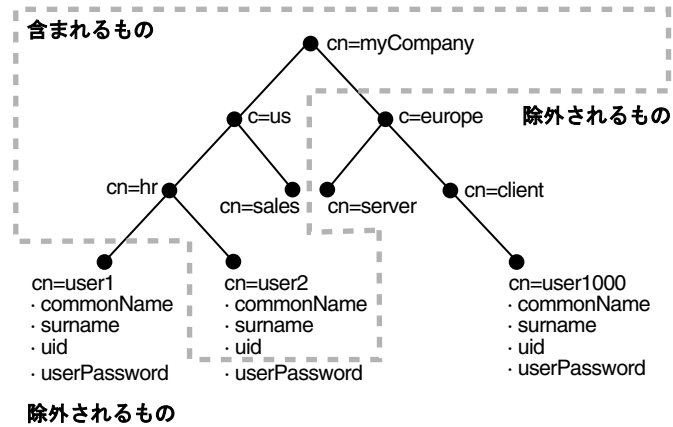 含まれるもの
cn=myCompany
c=us
c=europe
除外されるもの
cn=hr
cn=sales
cn=server
cn=client
cn=user1
· commonName
· surname
· uid
· userPassword
cn=user2
· commonName
· surname
· uid
· userPassword
cn=user1000
· commonName
· surname
· uid
· userPassword
除外されるもの